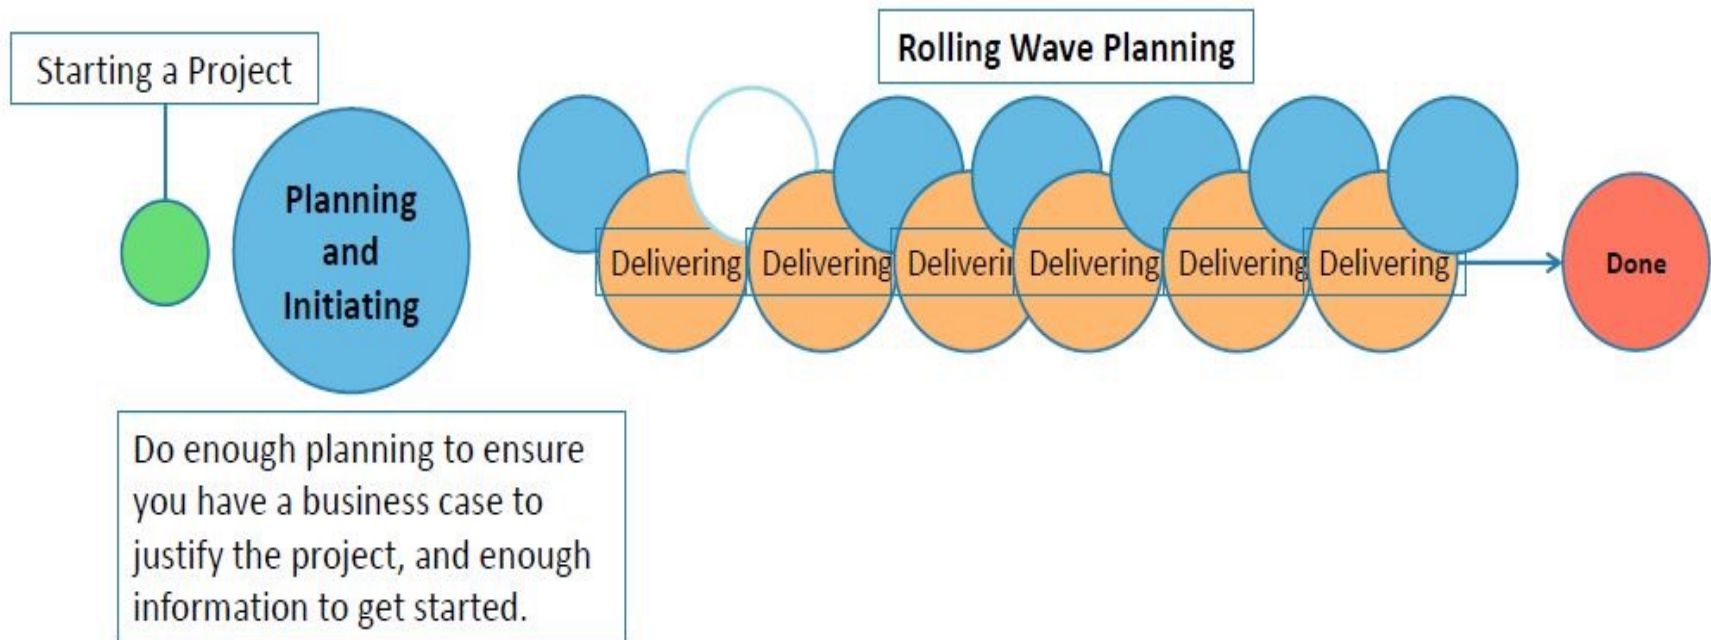 Starting a Project
Rolling Wave Planning
Planning
and
Initiating
Delivering
Delivering
Deliveri
Delivering
Delivering
Delivering
Done
Do enough planning to ensure
you have a business case to
justify the project, and enough
information to get started.